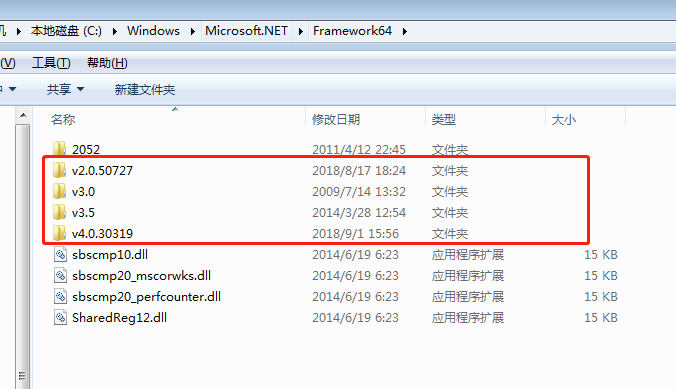 机 ▸ 本地磁盘 (C:) ▸ Windows ▸ Microsoft.NET ▸ Framework64 ▸
(V) 工具(T) 帮助(H)
共享 ▼ 新建文件夹
名称 修改日期 类型 大小
2052 2011/4/12 22:45 文件夹
v2.0.50727 2018/8/17 18:24 文件夹
v3.0 2009/7/14 13:32 文件夹
v3.5 2014/3/28 12:54 文件夹
v4.0.30319 2018/9/1 15:56 文件夹
sbscmp10.dll 2014/6/19 6:23 应用程序扩展 15 KB
sbscmp20_mscorwks.dll 2014/6/19 6:23 应用程序扩展 15 KB
sbscmp20_perfcounter.dll 2014/6/19 6:23 应用程序扩展 15 KB
SharedReg12.dll 2014/6/19 6:23 应用程序扩展 15 KB